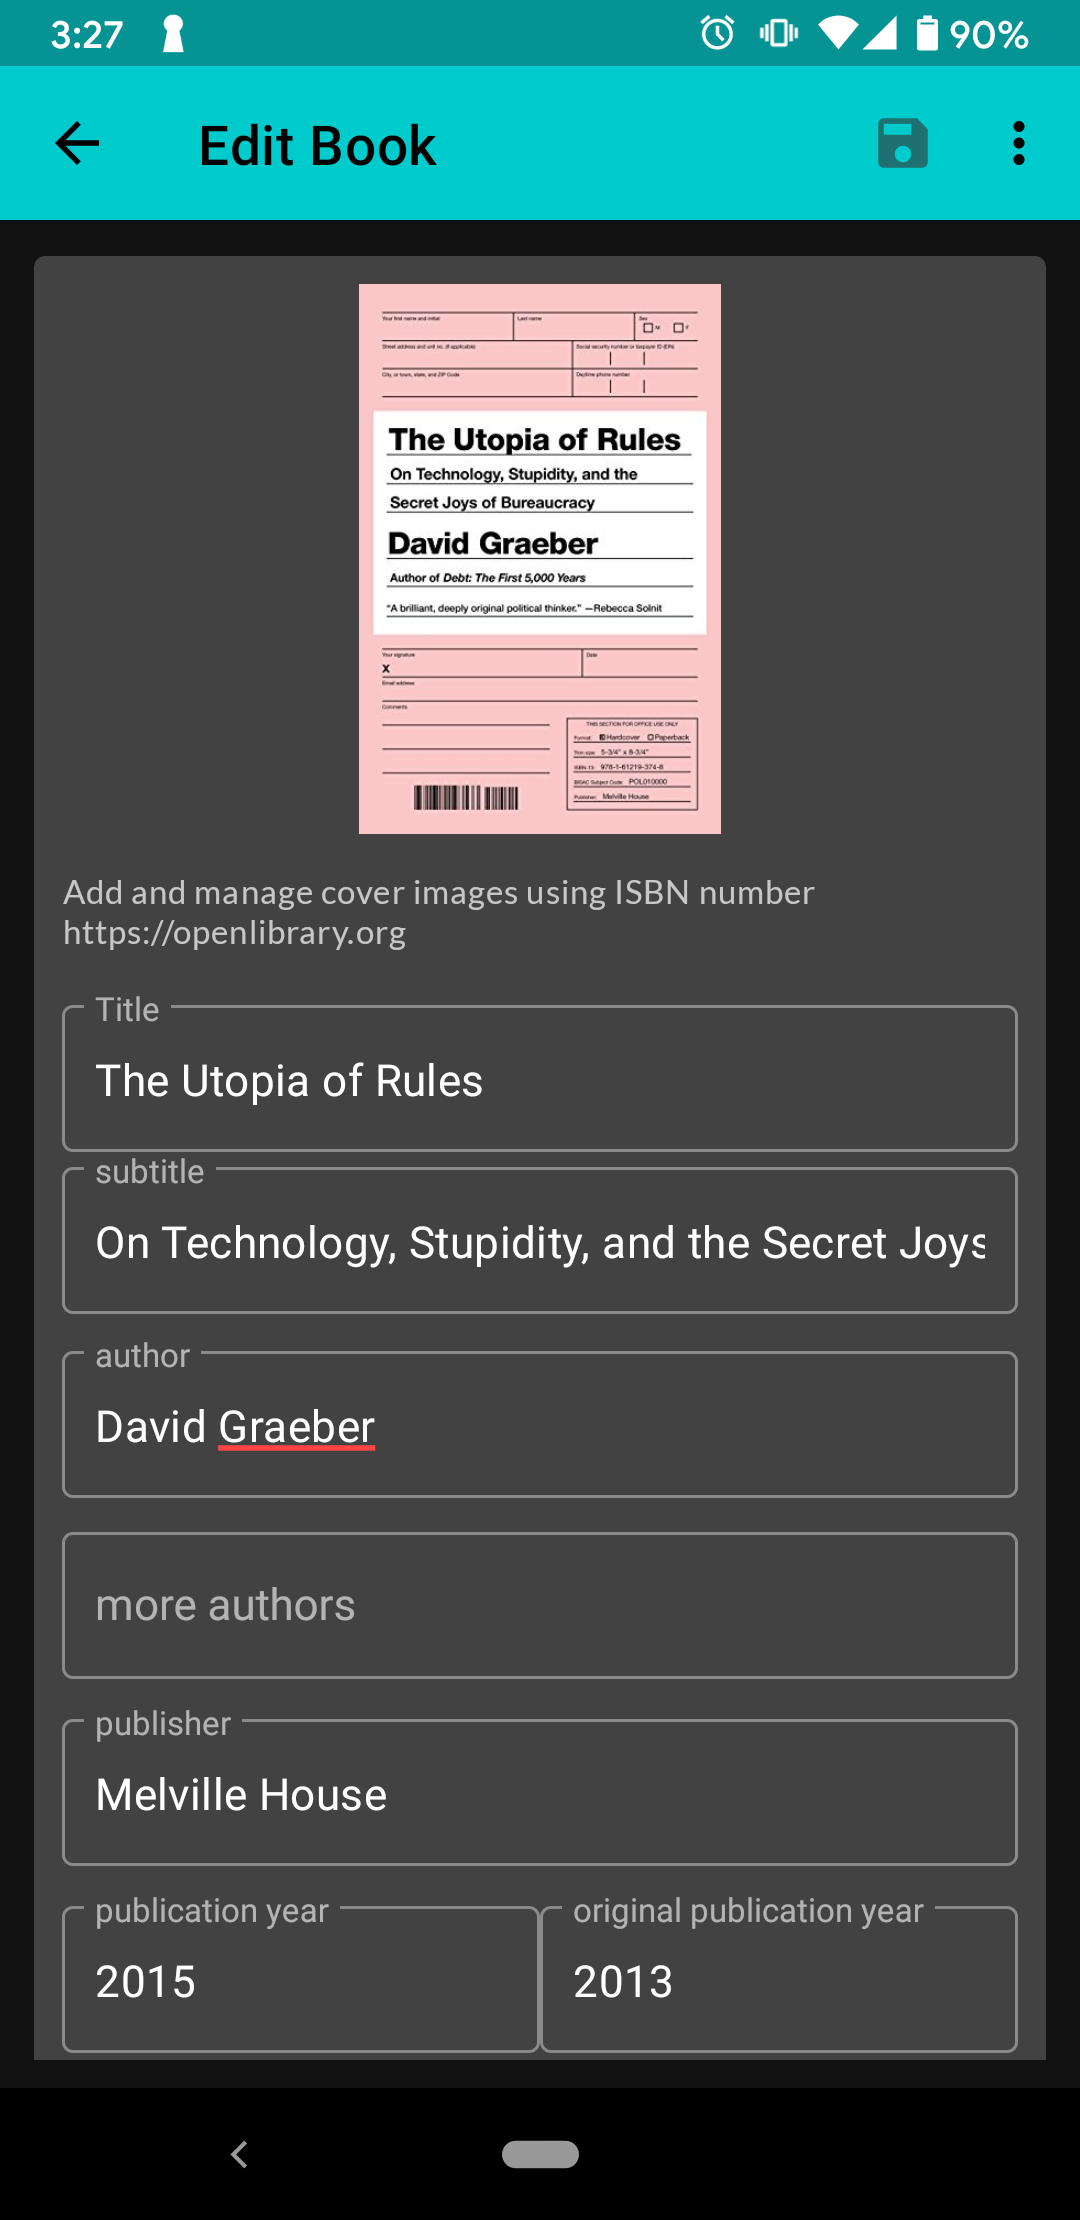 3:27
90%
Edit Book
Your first name and initial
Last name
Sex
M
F
Street address and unit no. (if applicable)
Social security number or taxpayer ID (EIN)
City, or town, state, and ZIP Code
Daytime phone number
The Utopia of Rules
On Technology, Stupidity, and the
Secret Joys of Bureaucracy
David Graeber
Author of Debt: The First 5,000 Years
“A brilliant, deeply original political thinker.” —Rebecca Solnit
Your signature
Date
X
Email address
Comments
THIS SECTION FOR OFFICE USE ONLY
Format: Hardcover Paperback
Trim size: 5-3/4" x 8-3/4"
ISBN-13: 978-1-61219-374-8
BISAC Subject Code: POL010000
Publisher: Melville House
Add and manage cover images using ISBN number
https://openlibrary.org
Title
The Utopia of Rules
subtitle
On Technology, Stupidity, and the Secret Joys
author
David Graeber
more authors
publisher
Melville House
publication year
original publication year
2015
2013